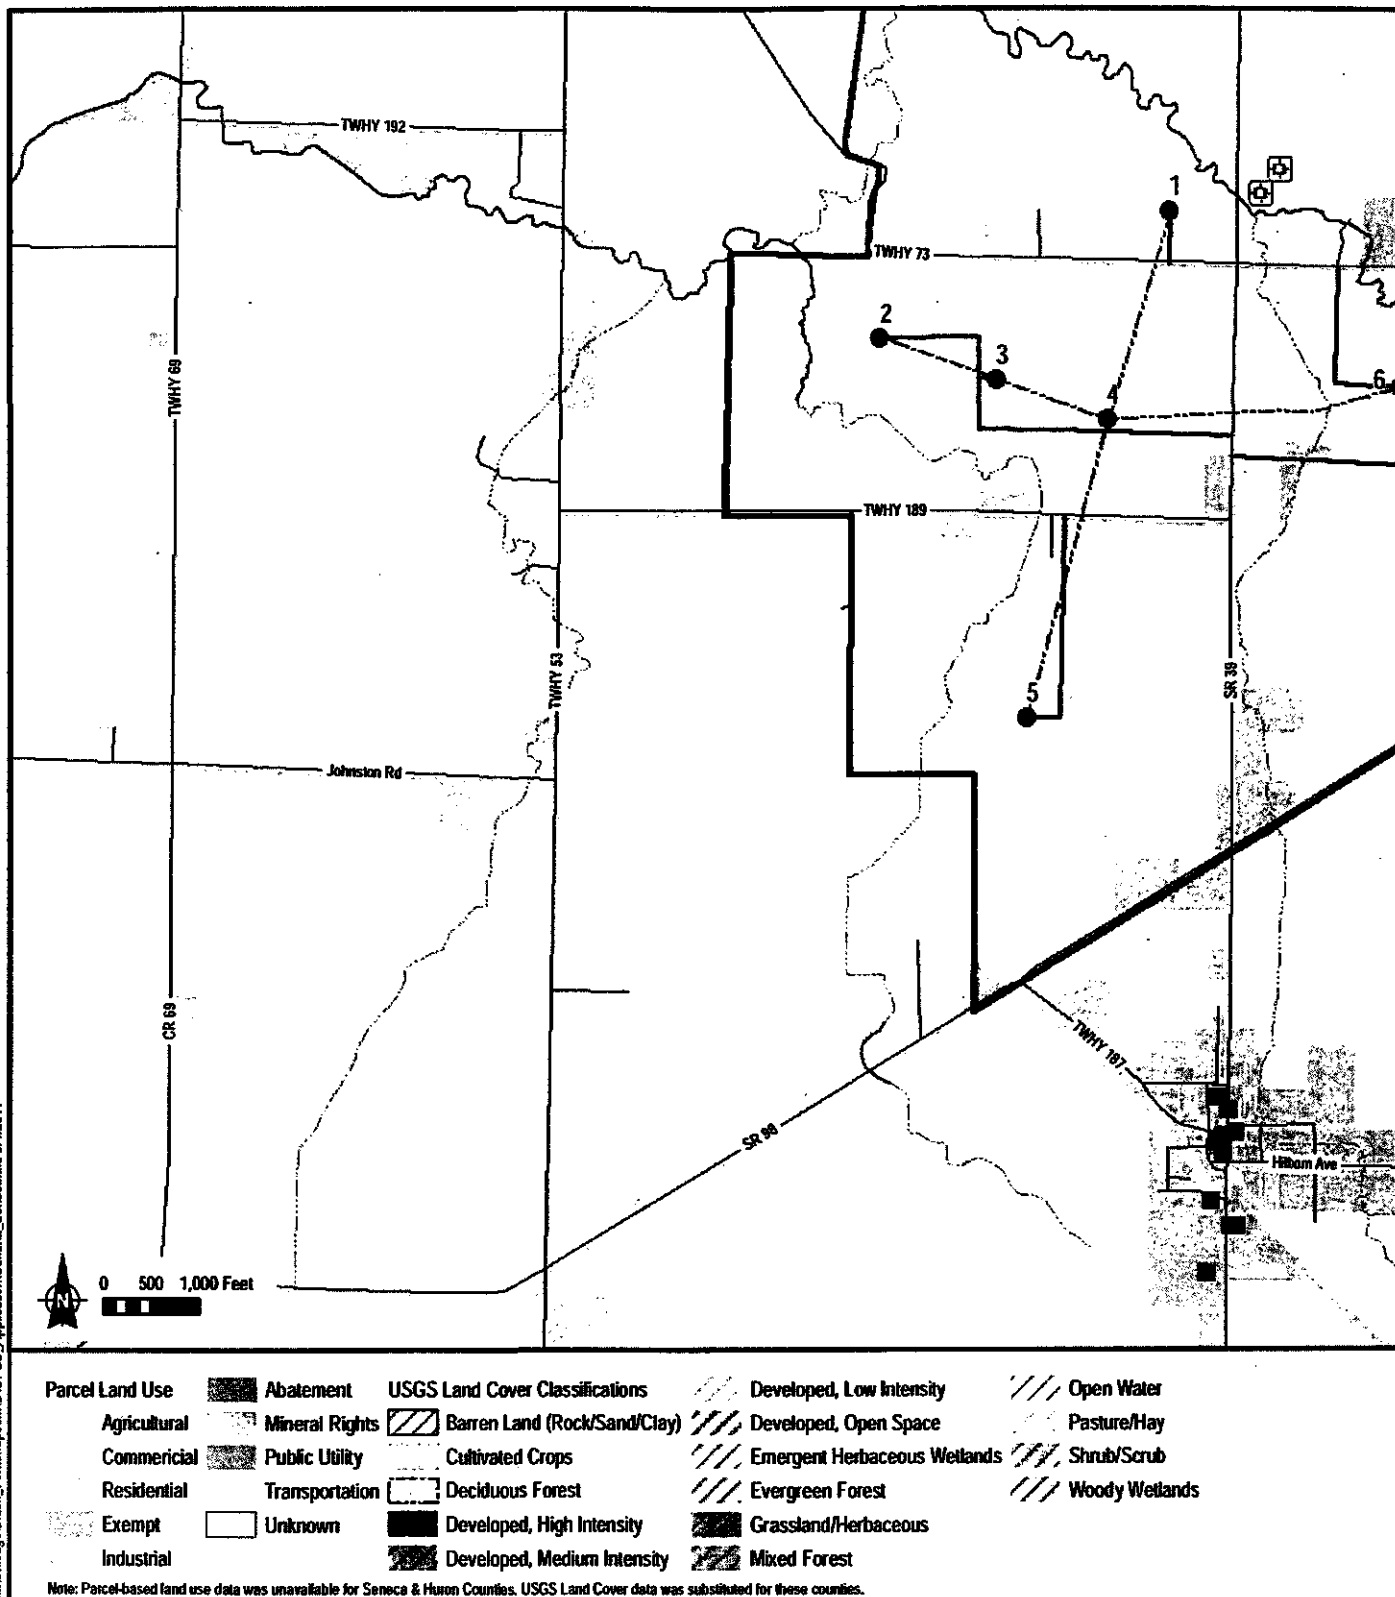 TWHY 192
1
TWHY 73
2
3
TWHY 69
4
6
TWHY 189
TWHY 53
SR 39
5
Johnston Rd
CR 69
TWHY 187
SR 98
N
0 500 1,000 Feet
Parcel Land Use
Agricultural
Commericial
Residential
Exempt
Industrial
Abatement
Mineral Rights
Public Utility
Transportation
Unknown
USGS Land Cover Classifications
Barren Land (Rock/Sand/Clay)
Cultivated Crops
Deciduous Forest
Developed, High Intensity
Developed, Medium Intensity
Developed, Low Intensity
Developed, Open Space
Emergent Herbaceous Wetlands
Evergreen Forest
Grassland/Herbaceous
Mixed Forest
Open Water
Pasture/Hay
Shrub/Scrub
Woody Wetlands
Note: Parcel-based land use data was unavailable for Seneca & Huron Counties. USGS Land Cover data was substituted for these counties.